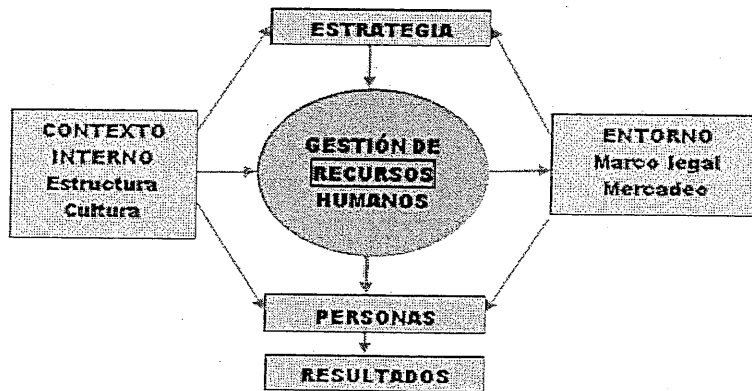 ESTRATEGIA
CONTEXTO
INTERNO
Estructura
Cultura
GESTIÓN DE
RECURSOS
HUMANOS
ENTORNO
Marco legal
Mercadeo
PERSONAS
RESULTADOS